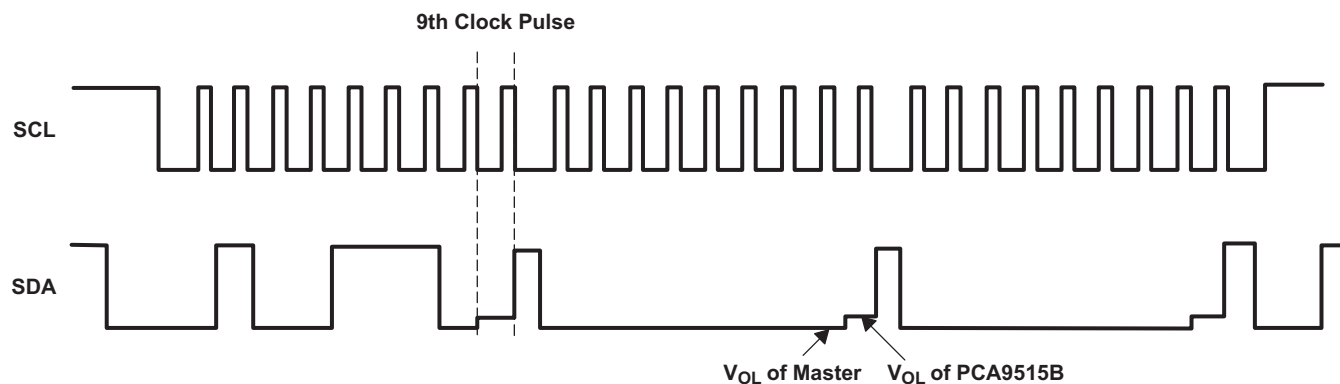 9th Clock Pulse
SCL
SDA
VOL of Master
VOL of PCA9515B